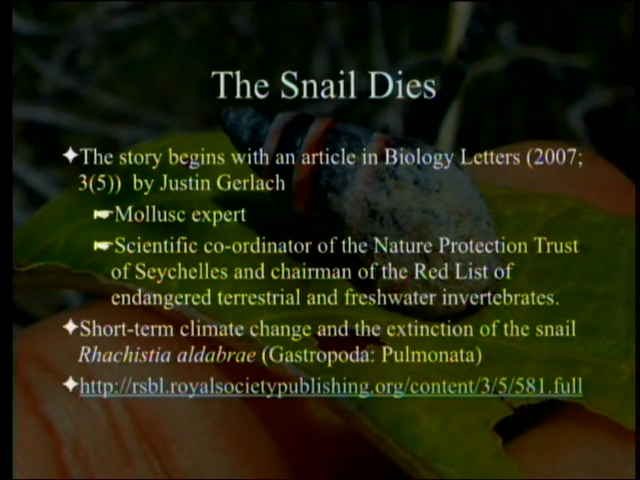 The Snail Dies
✦The story begins with an article in Biology Letters (2007;
3(5)) by Justin Gerlach
☛Mollusc expert
☛Scientific co-ordinator of the Nature Protection Trust
of Seychelles and chairman of the Red List of
endangered terrestrial and freshwater invertebrates.
✦Short-term climate change and the extinction of the snail
Rhachistia aldabrae (Gastropoda: Pulmonata)
✦http://rsbl.royalsocietypublishing.org/content/3/5/581.full